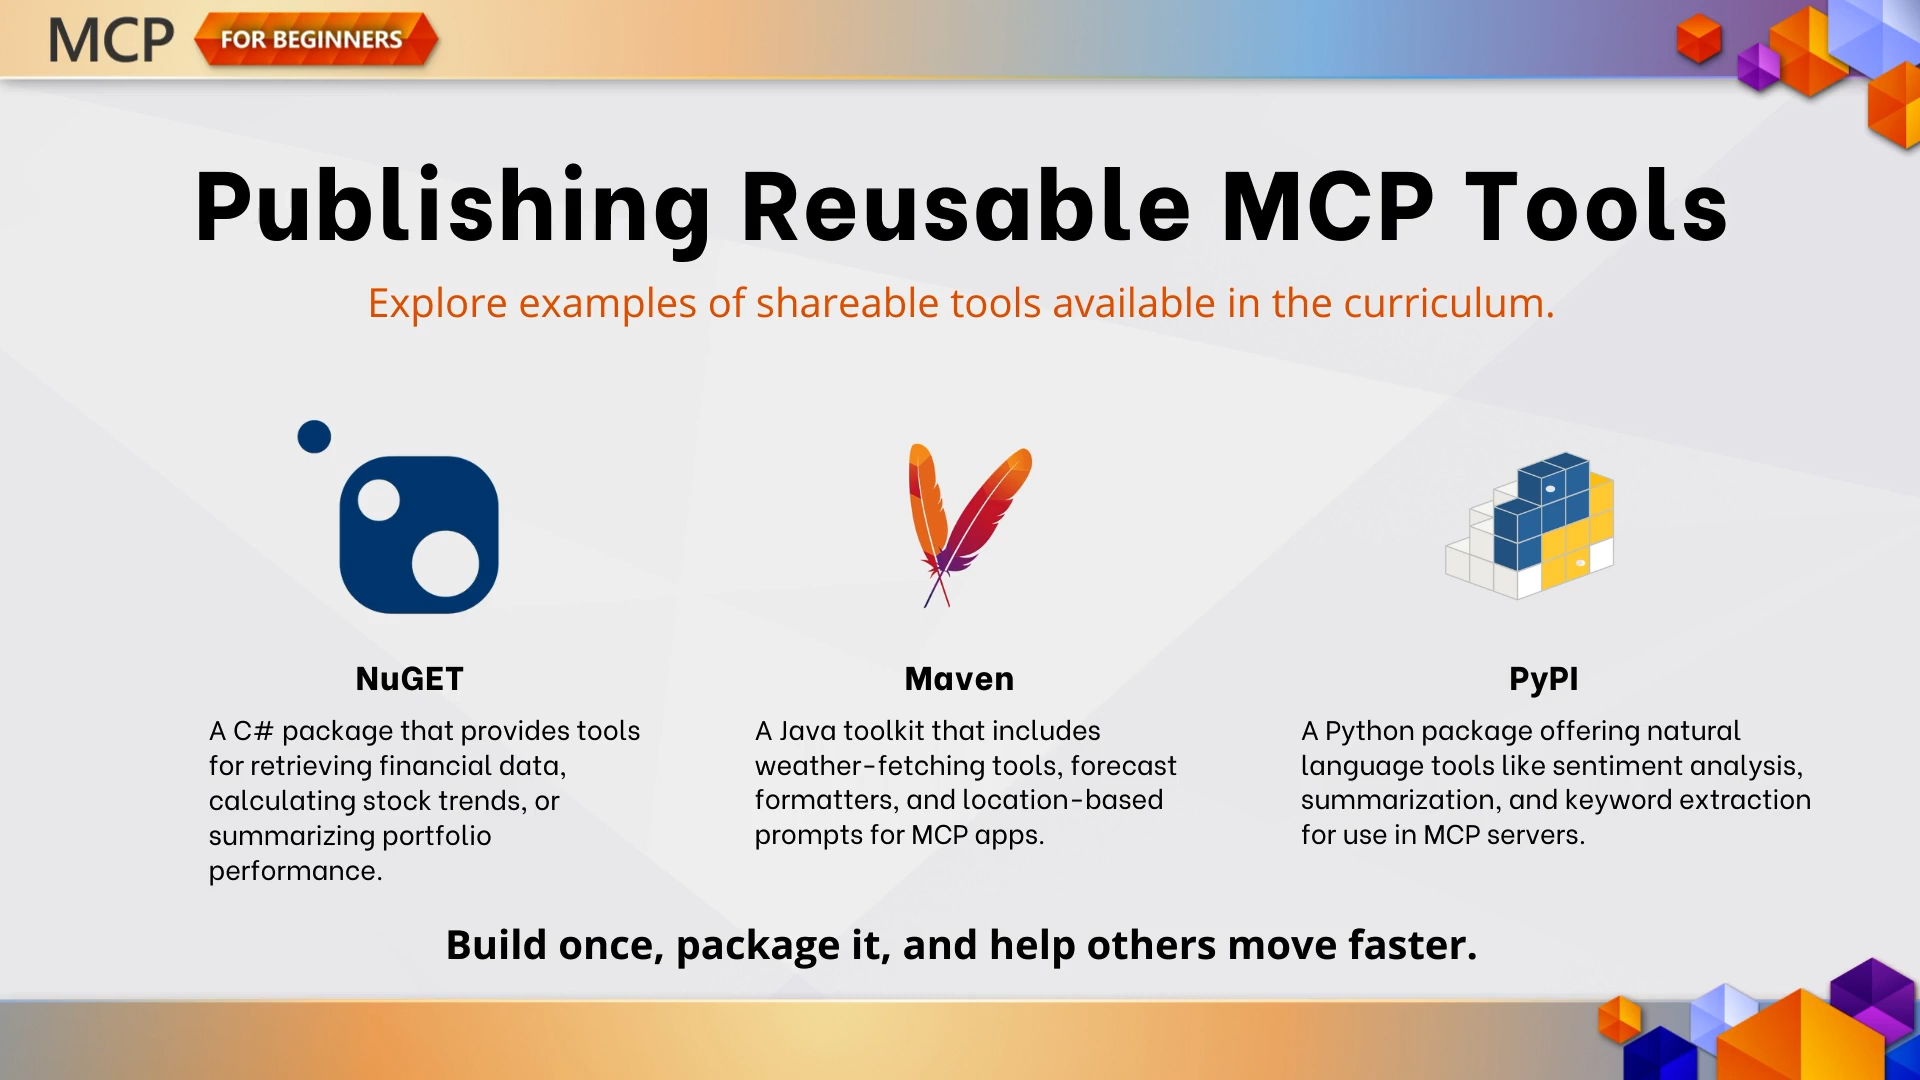 MCP FOR BEGINNERS
Publishing Reusable MCP Tools
Explore examples of shareable tools available in the curriculum.
NuGET
A C# package that provides tools
for retrieving financial data,
calculating stock trends, or
summarizing portfolio
performance.
Maven
A Java toolkit that includes
weather-fetching tools, forecast
formatters, and location-based
prompts for MCP apps.
PyPI
A Python package offering natural
language tools like sentiment analysis,
summarization, and keyword extraction
for use in MCP servers.
Build once, package it, and help others move faster.